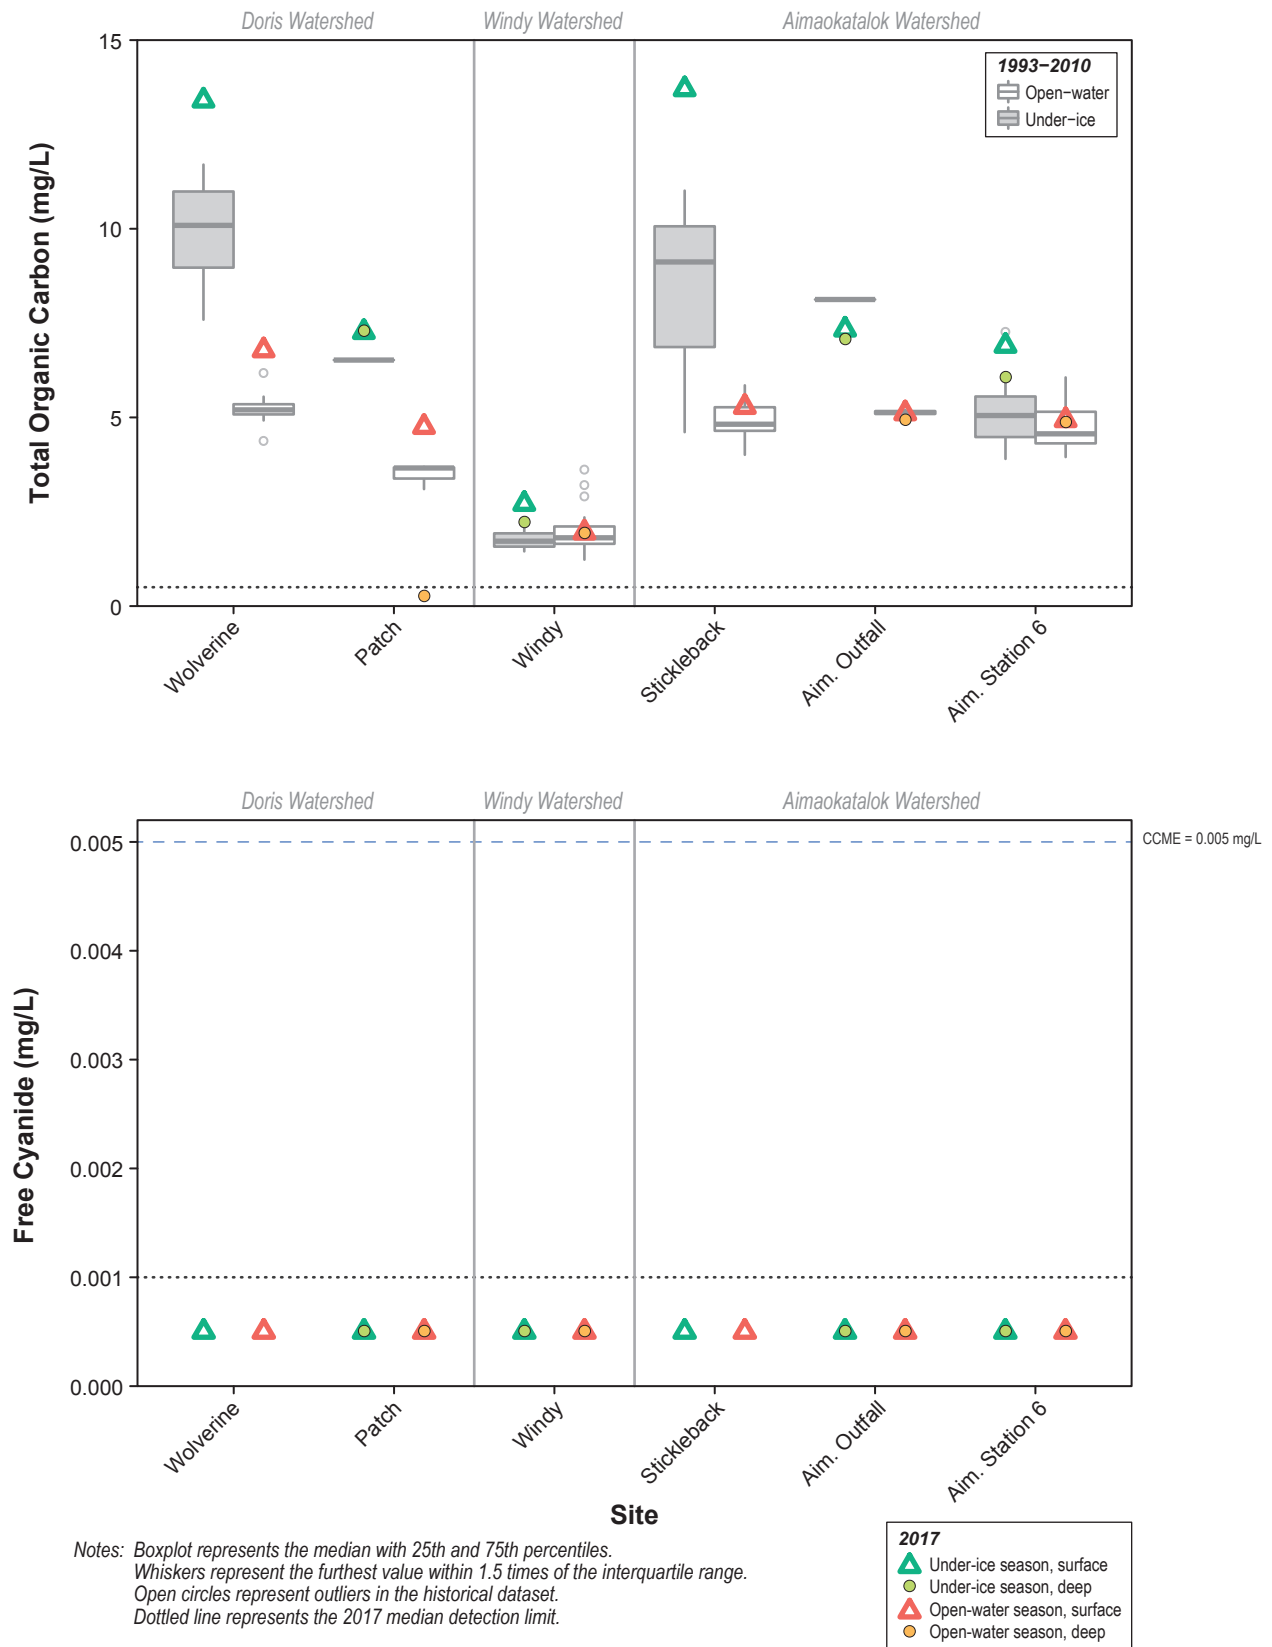 Doris Watershed Windy Watershed Aimaokatalok Watershed
15
10
5
0
Total Organic Carbon (mg/L)
1993−2010
Open−water
Under−ice
Wolverine Patch Windy Stickleback Aim. Outfall Aim. Station 6
Doris Watershed Windy Watershed Aimaokatalok Watershed
0.005
0.004
0.003
0.002
0.001
0.000
Free Cyanide (mg/L)
CCME = 0.005 mg/L
Wolverine Patch Windy Stickleback Aim. Outfall Aim. Station 6
Site
Notes: Boxplot represents the median with 25th and 75th percentiles.
Whiskers represent the furthest value within 1.5 times of the interquartile range.
Open circles represent outliers in the historical dataset.
Dotted line represents the 2017 median detection limit.
2017
Under-ice season, surface
Under-ice season, deep
Open-water season, surface
Open-water season, deep